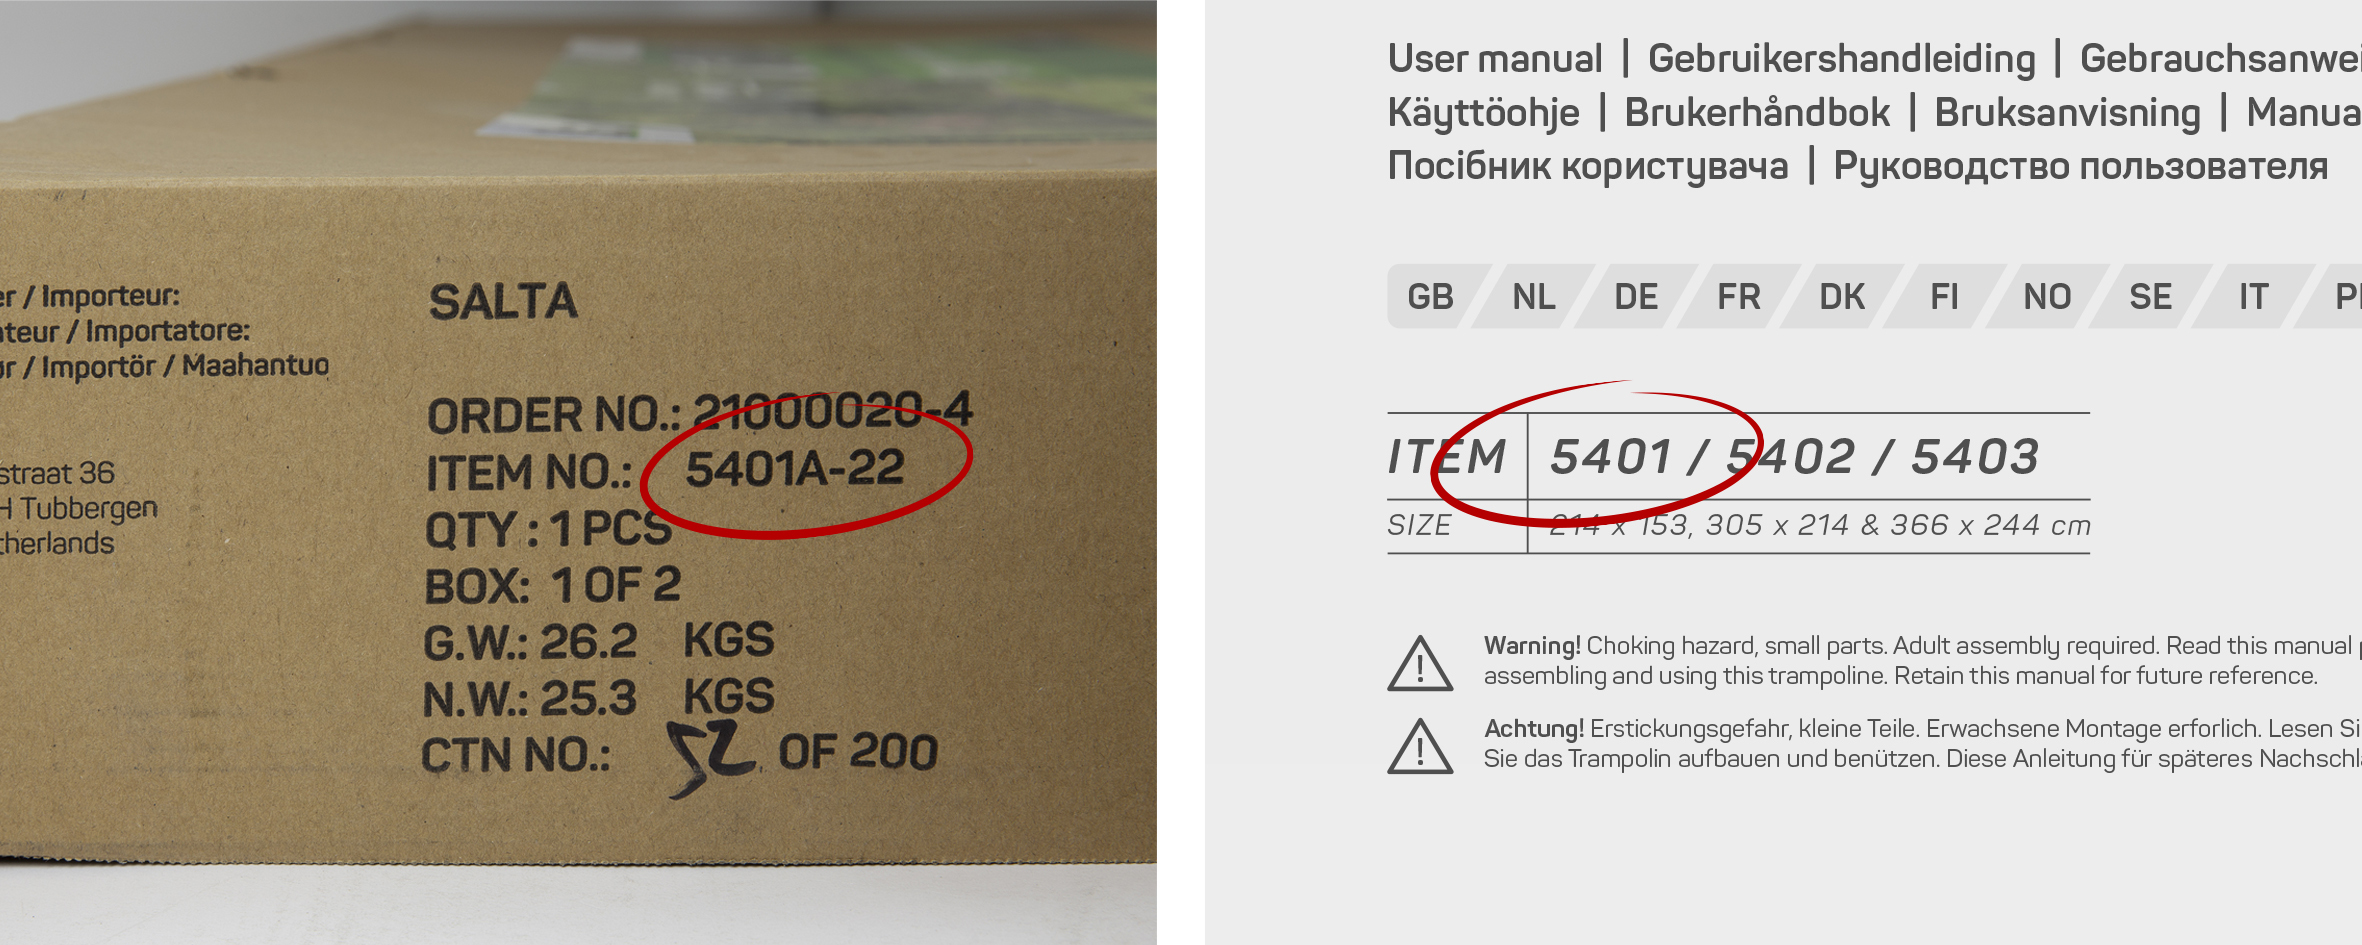 er / Importeur:
ateur / Importatore:
ør / Importör / Maahantuo
straat 36
H Tubbergen
therlands
SALTA
ORDER NO.: 21000020-4
ITEM NO.: 5401A-22
QTY : 1 PCS
BOX: 1 OF 2
G.W.: 26.2 KGS
N.W.: 25.3 KGS
CTN NO.: 52 OF 200
User manual | Gebruikershandleiding | Gebrauchsanwei
Käyttöohje | Brukerhåndbok | Bruksanvisning | Manua
Посібник користувача | Руководство пользователя
GB NL DE FR DK FI NO SE IT
ITEM 5401 / 5402 / 5403
SIZE 214 x 153, 305 x 214 & 366 x 244 cm
Warning! Choking hazard, small parts. Adult assembly required. Read this manual p
assembling and using this trampoline. Retain this manual for future reference.
Achtung! Erstickungsgefahr, kleine Teile. Erwachsene Montage erforlich. Lesen Si
Sie das Trampolin aufbauen und benützen. Diese Anleitung für späteres Nachschl